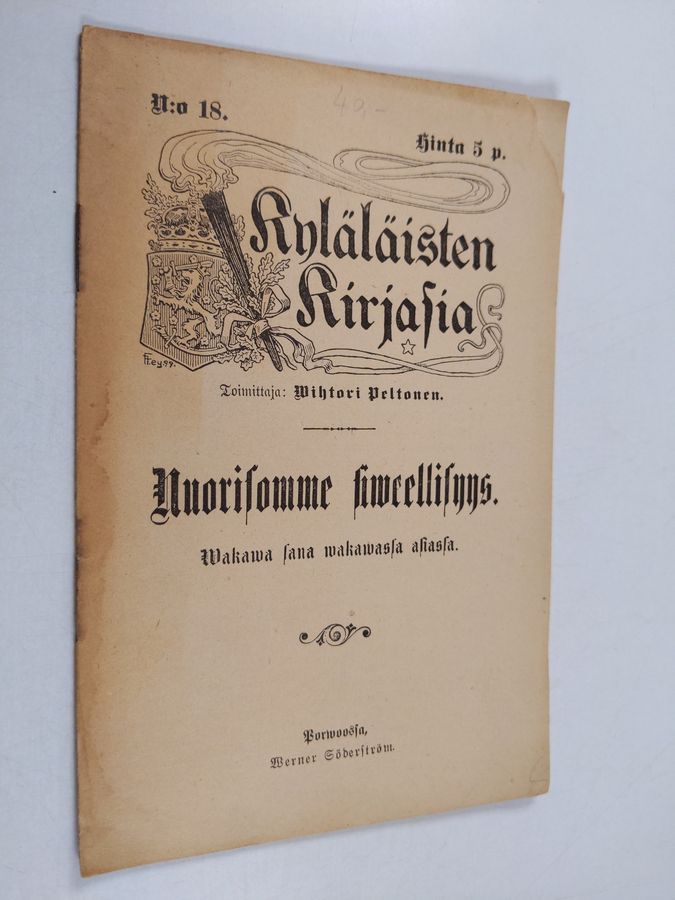 N:o 18.
40,-
Hinta 5 p.
Kyläläisten
Kirjasia
Toimittaja: Wihtori Peltonen.
Nuorisomme siweellisyys.
Wakawa sana wakawassa asiassa.
Porwoossa,
Werner Söderström.